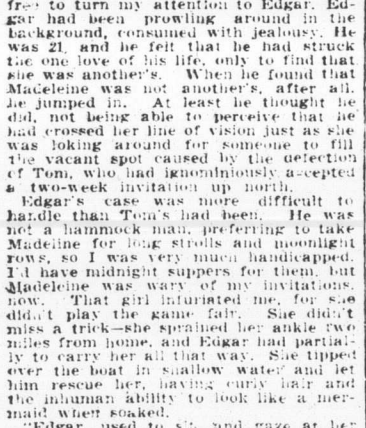 free to turn my attention to Edgar. Ed-
gar had been prowling around in the
background, consumed with jealousy. He
was 21, and he felt that he had struck
the one love of his life, only to find that
she was another's. When he found that
Madeleine was not another's, after all,
he jumped in. At least he thought he
did, not being able to perceive that he
had crossed her line of vision just as she
was loking around for someone to fill
the vacant spot caused by the defection
of Tom, who had ignominiously accepted
a two-week invitation up north.
Edgar's case was more difficult to
handle than Tom's had been. He was
not a hammock man, preferring to take
Madeline for long strolls and moonlight
rows, so I was very much handicapped.
I'd have midnight suppers for them, but
Madeleine was wary of my invitations,
now. That girl infuriated me, for she
didn't play the game fair. She didn't
miss a trick—she sprained her ankle two
miles from home, and Edgar had partial-
ly to carry her all that way. She tipped
over the boat in shallow water and let
him rescue her, having curly hair and
the inhuman ability to look like a mer-
maid when soaked.
"Edgar used to sit and gaze at her